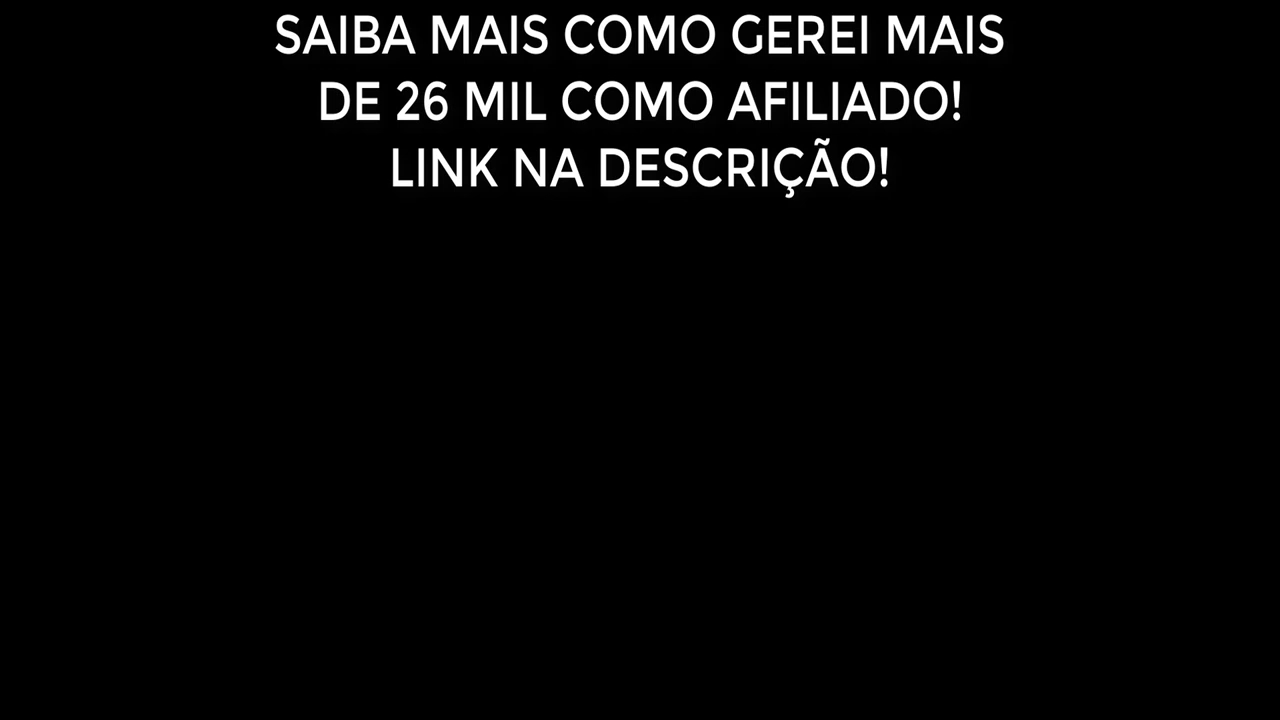 SAIBA MAIS COMO GEREI MAIS
DE 26 MIL COMO AFILIADO!
LINK NA DESCRIÇÃO!